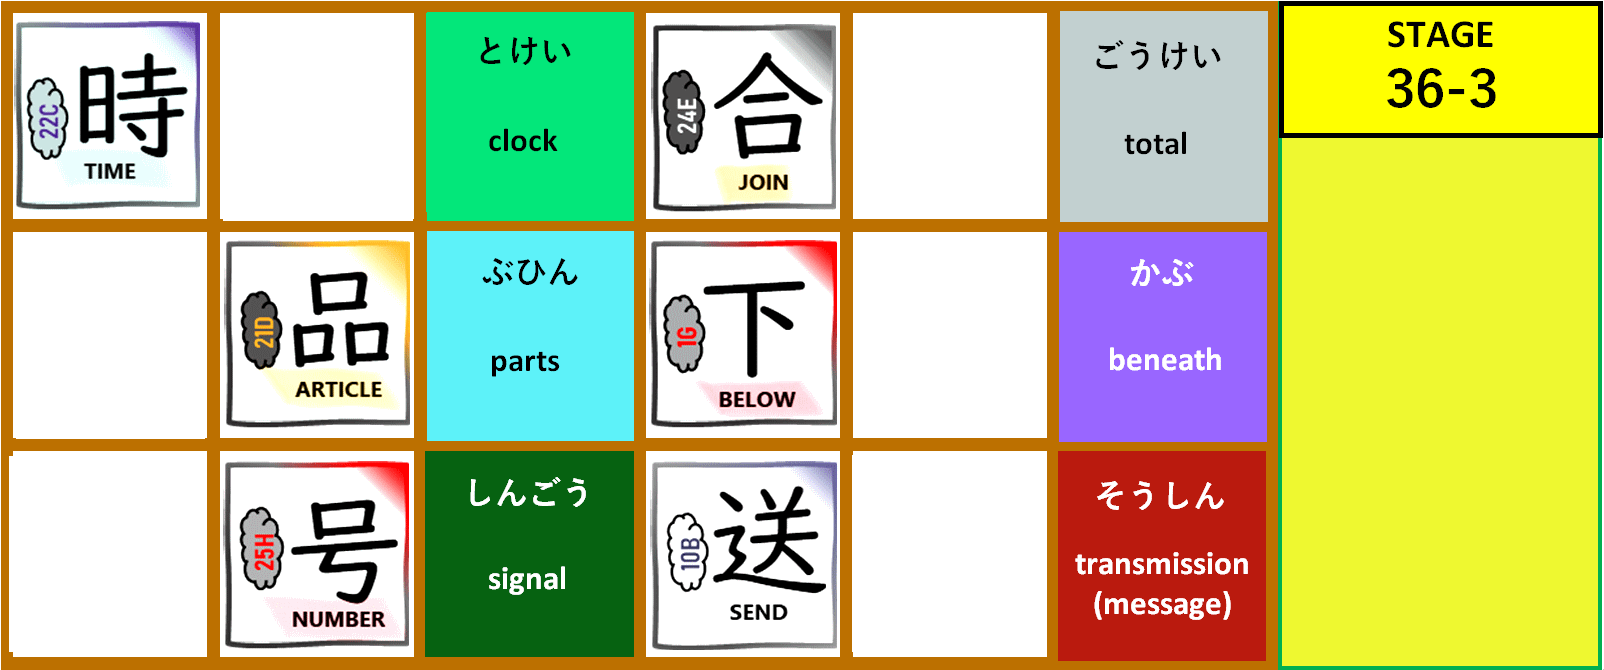 時
22C
TIME
とけい
clock
合
24E
JOIN
ごうけい
total
STAGE
36-3
品
21D
ARTICLE
ぶひん
parts
下
1G
BELOW
かぶ
beneath
号
25H
NUMBER
しんごう
signal
送
10B
SEND
そうしん
transmission
(message)